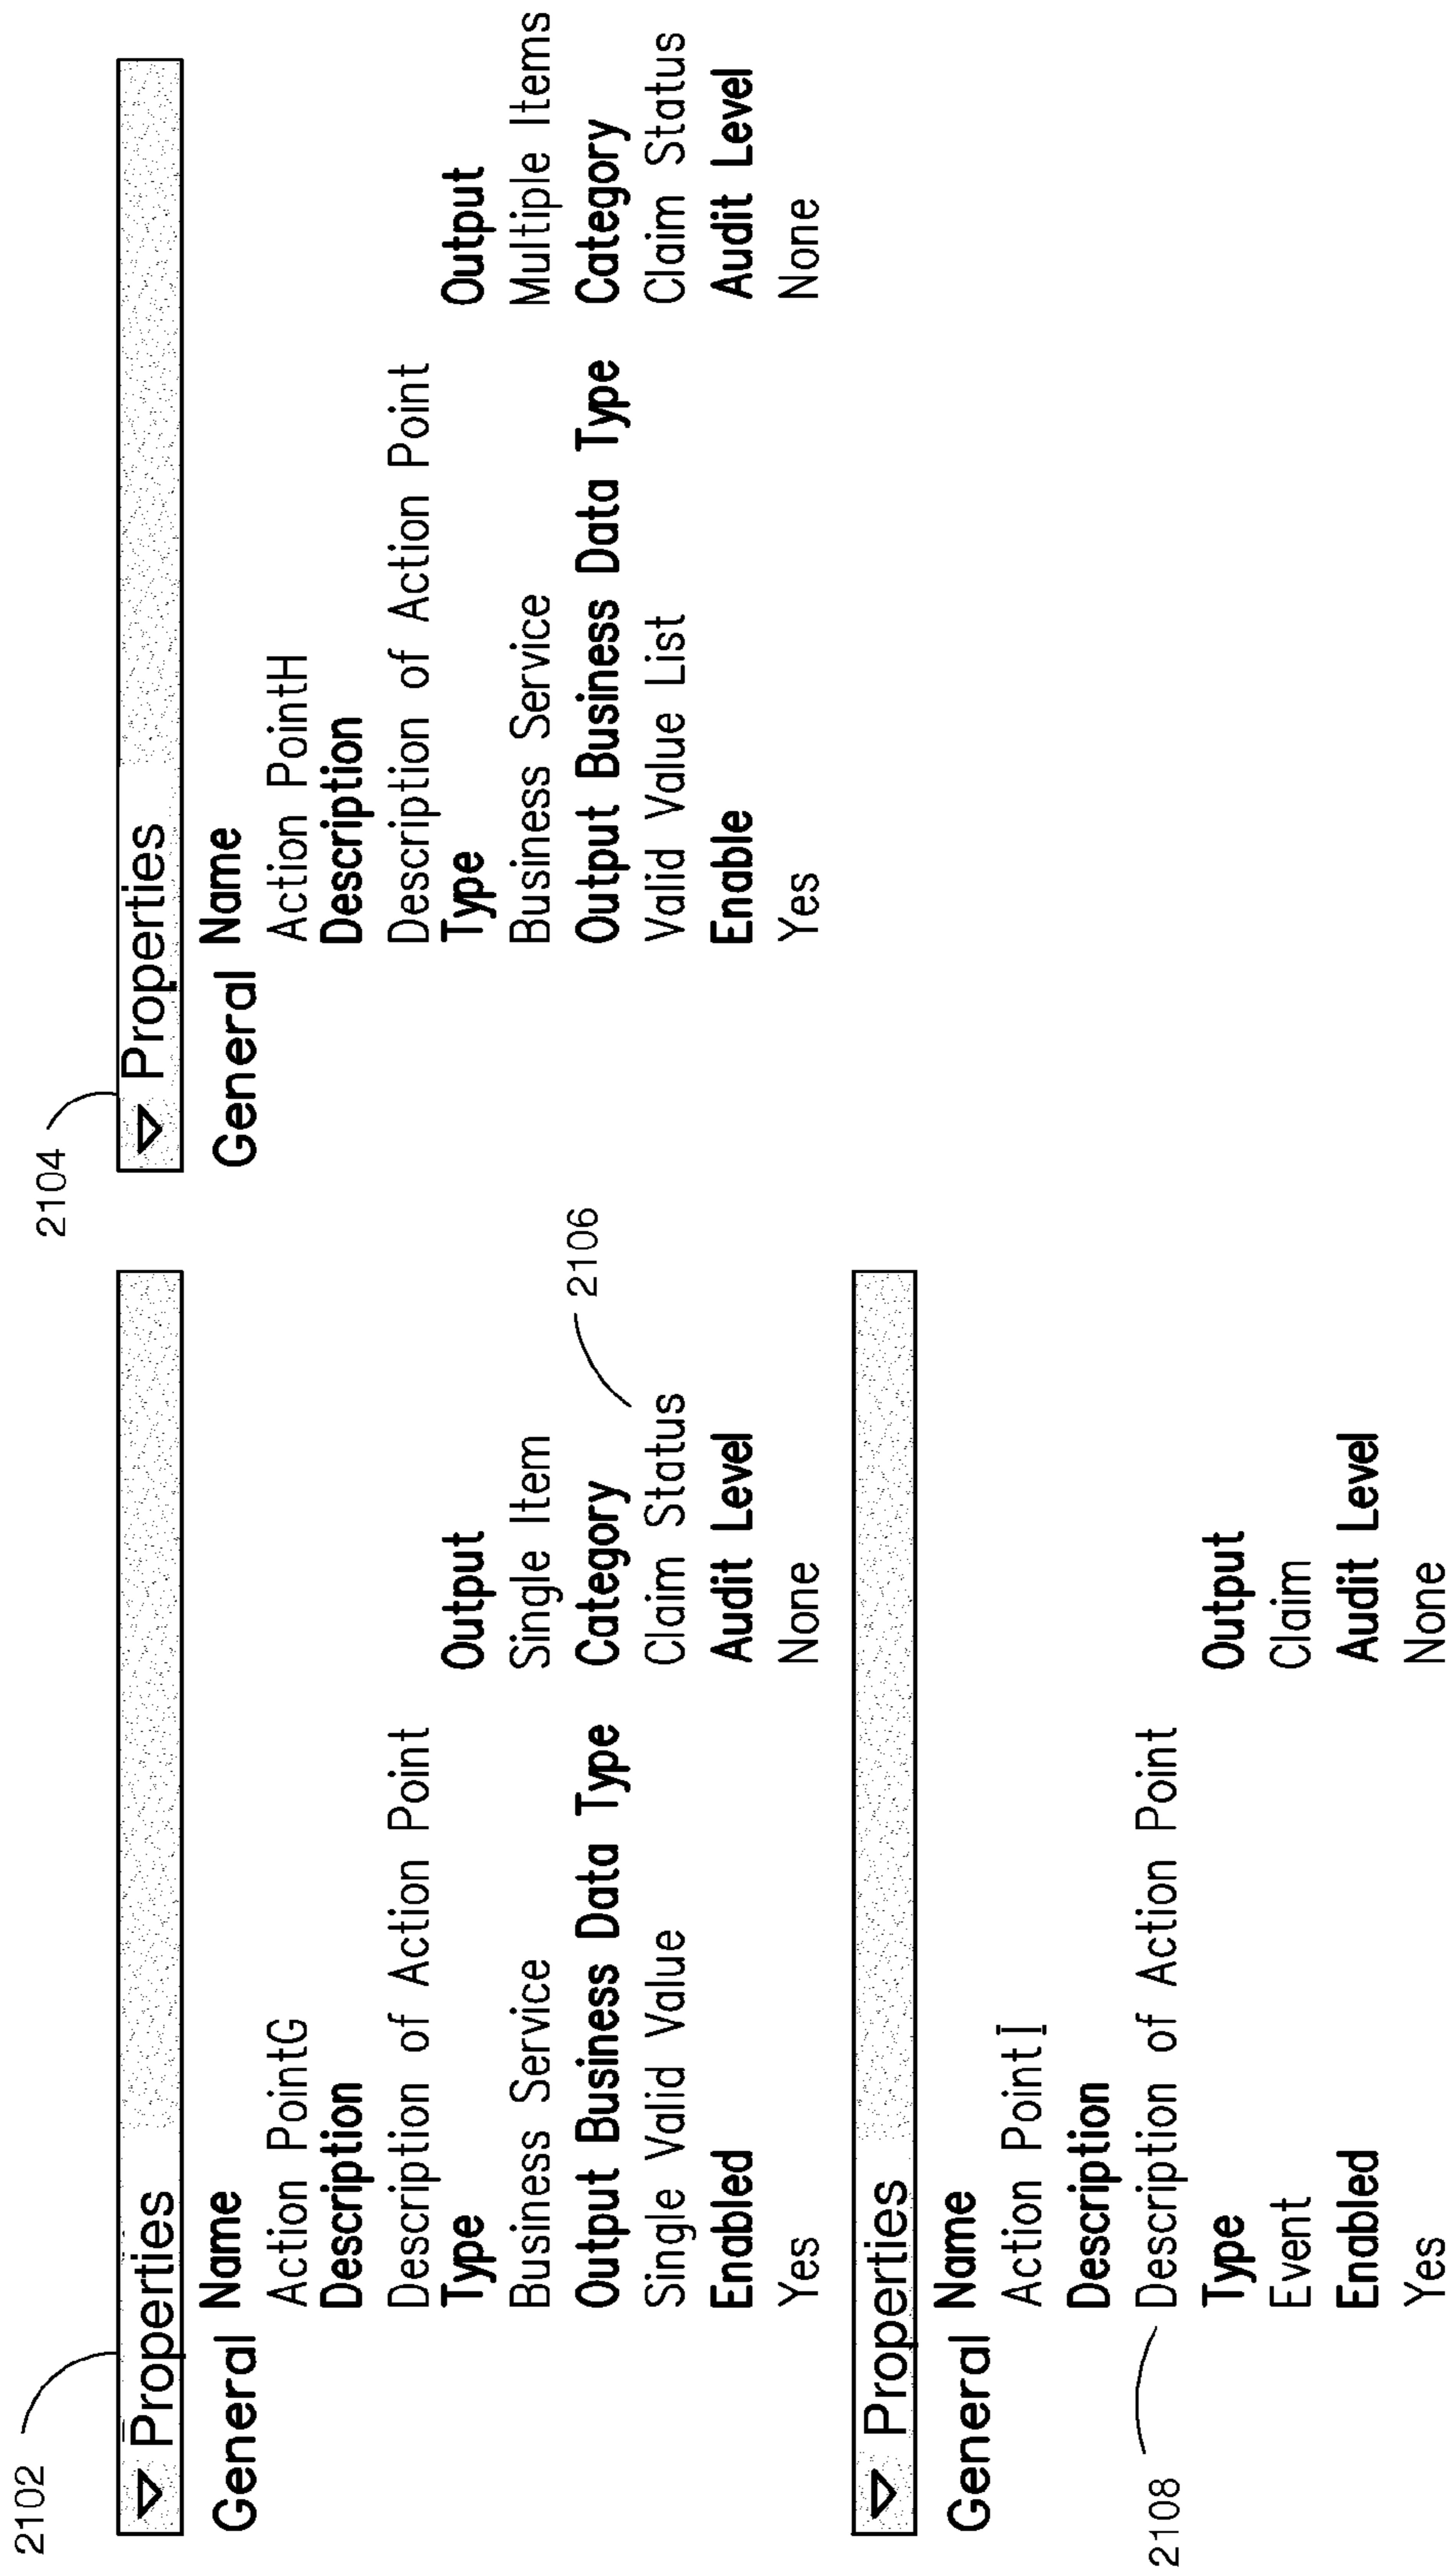 2102
▽ Properties
General Name
Action PointG
Description
Description of Action Point
Type Output
Business Service Single Item
Output Business Data Type Category
Single Valid Value Claim Status
2106
Enabled Audit Level
Yes None
2104
▽ Properties
General Name
Action PointH
Description
Description of Action Point
Type Output
Business Service Multiple Items
Output Business Data Type Category
Valid Value List Claim Status
Enable Audit Level
Yes None
▽ Properties
General Name
Action PointI
Description
2108
Description of Action Point
Type Output
Event Claim
Enabled Audit Level
Yes None